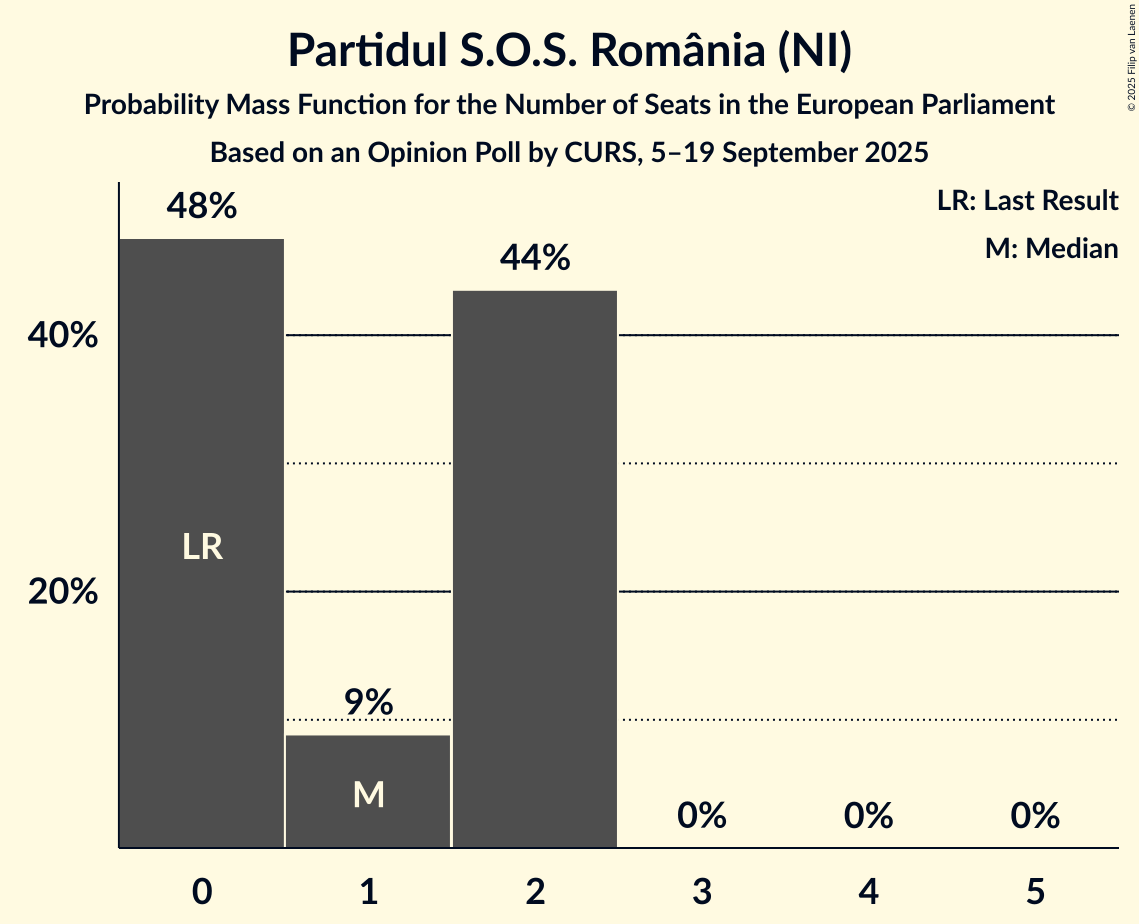 Partidul S.O.S. România (NI)
Probability Mass Function for the Number of Seats in the European Parliament
Based on an Opinion Poll by CURS, 5–19 September 2025
© 2025 Filip van Laenen
LR: Last Result
M: Median
48%
44%
40%
LR
20%
9%
M
0%
0%
0%
0
1
2
3
4
5